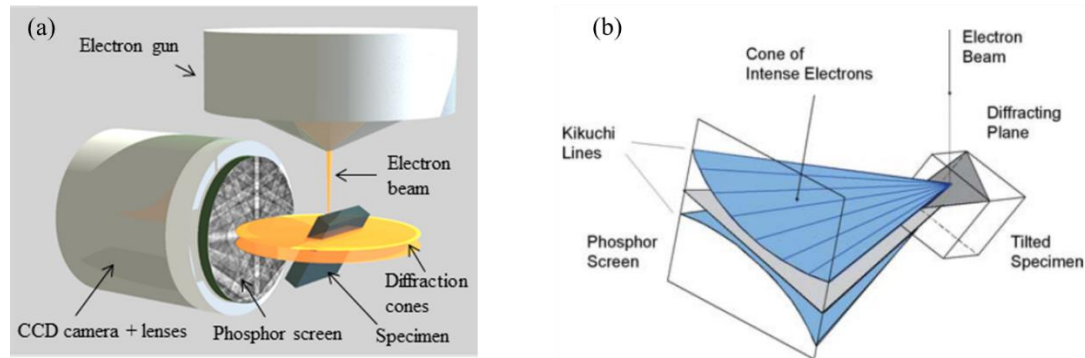 (a)
Electron gun
Electron
beam
Diffraction
cones
CCD camera + lenses
Phosphor screen
Specimen
(b)
Electron
Beam
Cone of
Intense Electrons
Diffracting
Plane
Kikuchi
Lines
Phosphor
Screen
Tilted
Specimen